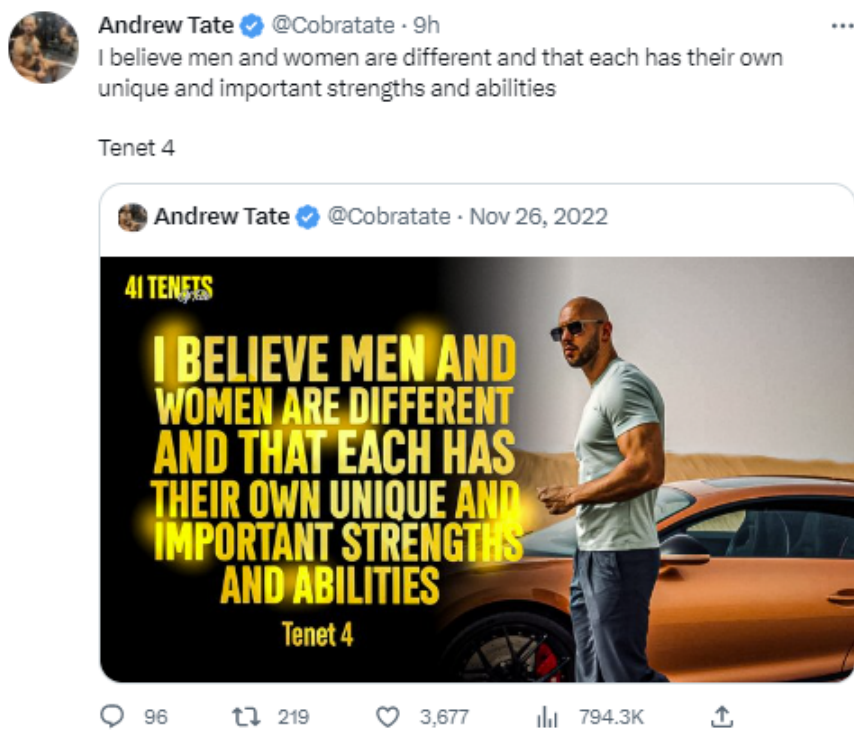 Andrew Tate @Cobratate · 9h
I believe men and women are different and that each has their own
unique and important strengths and abilities
Tenet 4
Andrew Tate @Cobratate · Nov 26, 2022
41 TENETS
I BELIEVE MEN AND
WOMEN ARE DIFFERENT
AND THAT EACH HAS
THEIR OWN UNIQUE AND
IMPORTANT STRENGTHS
AND ABILITIES
Tenet 4
96 219 3,677 794.3K